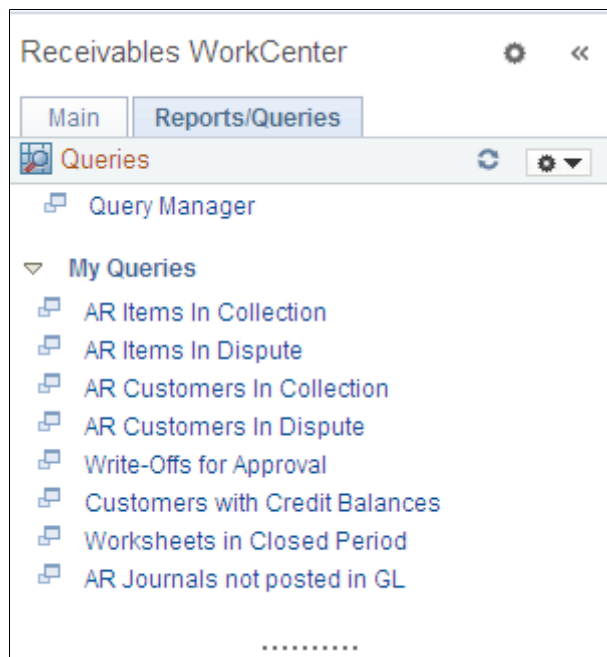 Receivables WorkCenter
Main Reports/Queries
Queries
Query Manager
My Queries
AR Items In Collection
AR Items In Dispute
AR Customers In Collection
AR Customers In Dispute
Write-Offs for Approval
Customers with Credit Balances
Worksheets in Closed Period
AR Journals not posted in GL